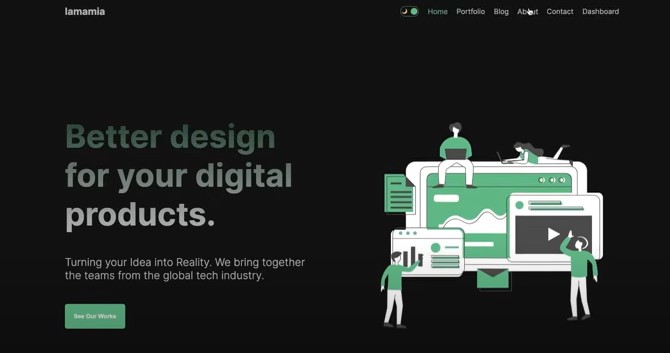 lamamia
Home Portfolio Blog About Contact Dashboard
Better design
for your digital
products.
Turning your Idea into Reality. We bring together
the teams from the global tech industry.
See Our Works